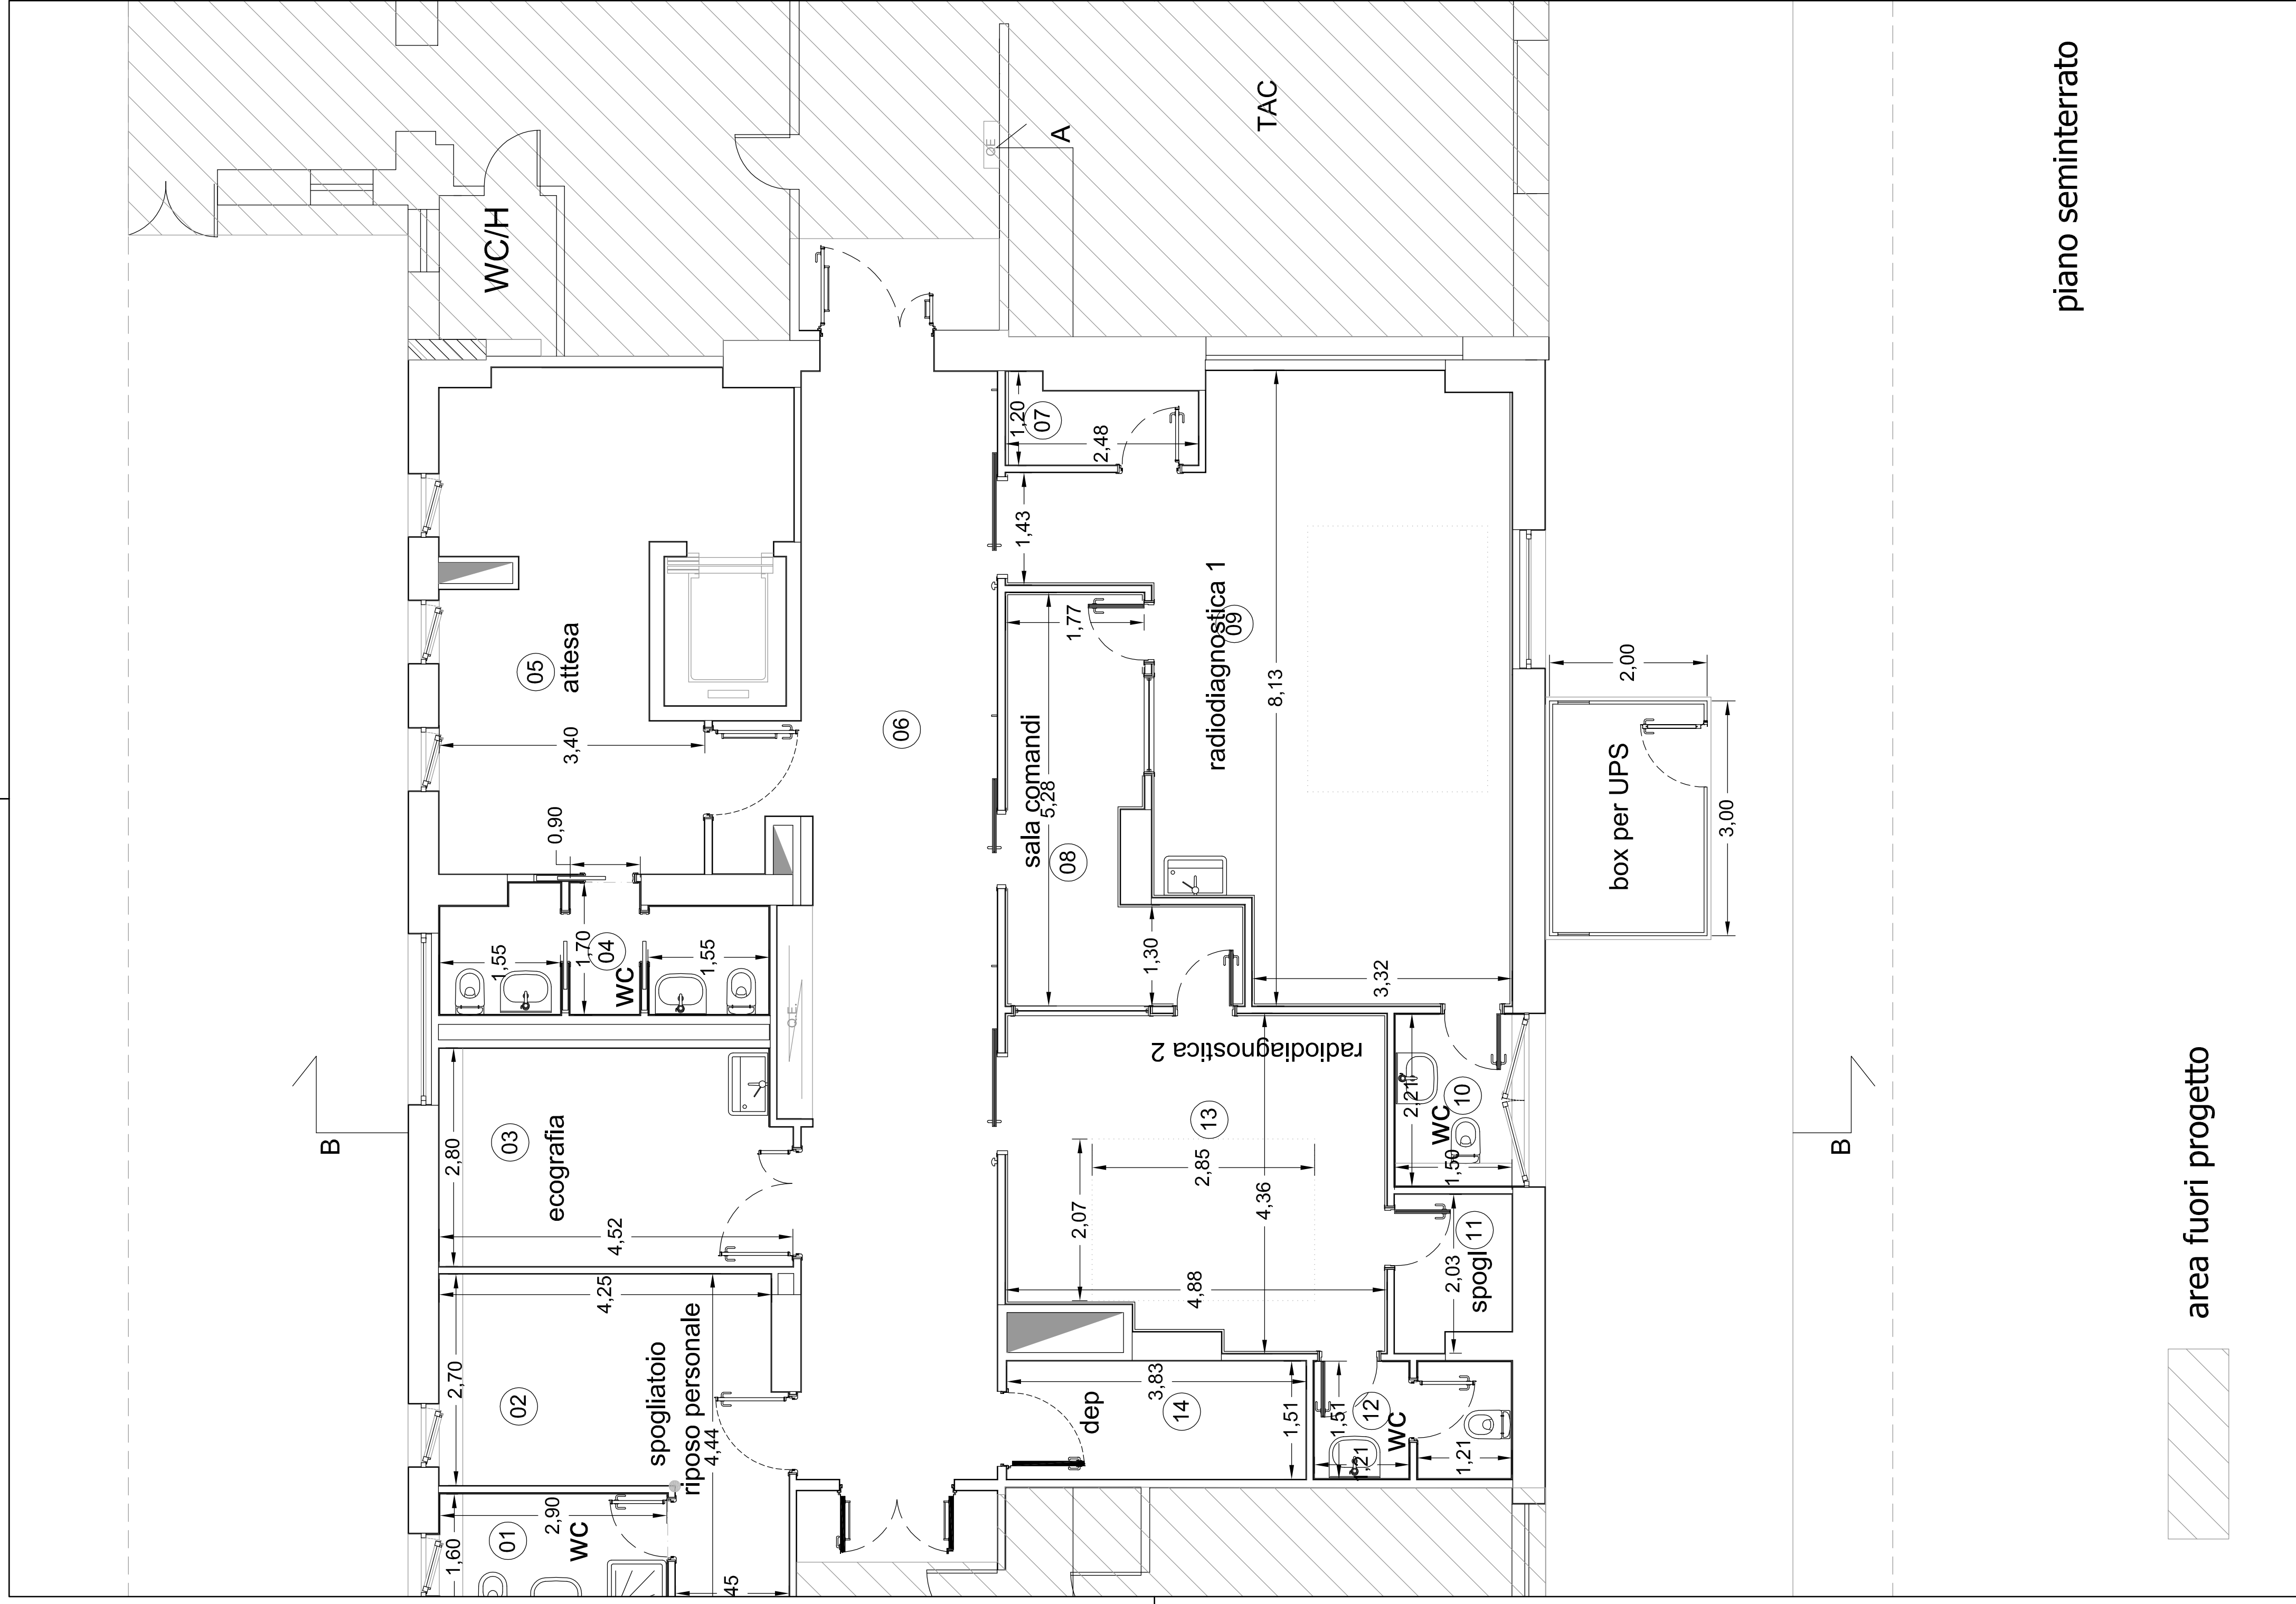 piano seminterrato
area fuori progetto
WC/H
TAC
QE
A
05
attesa
3,40
0,90
1,55
1,70
04
WC
1,55
Q.E.
03
ecografia
2,80
4,52
4,25
02
2,70
spogliatoio
riposo personale
4,44
01
WC
2,90
1,60
45
06
07
1,20
2,48
1,43
1,77
sala comandi
5,28
08
1,30
radiodiagnostica 1
09
8,13
3,32
box per UPS
2,00
3,00
radiodiagnostica 2
13
2,85
2,07
4,36
4,88
10
WC
2,21
1,50
11
spogl
2,03
dep
3,83
14
1,51
12
WC
1,51
1,21
1,21
B
B